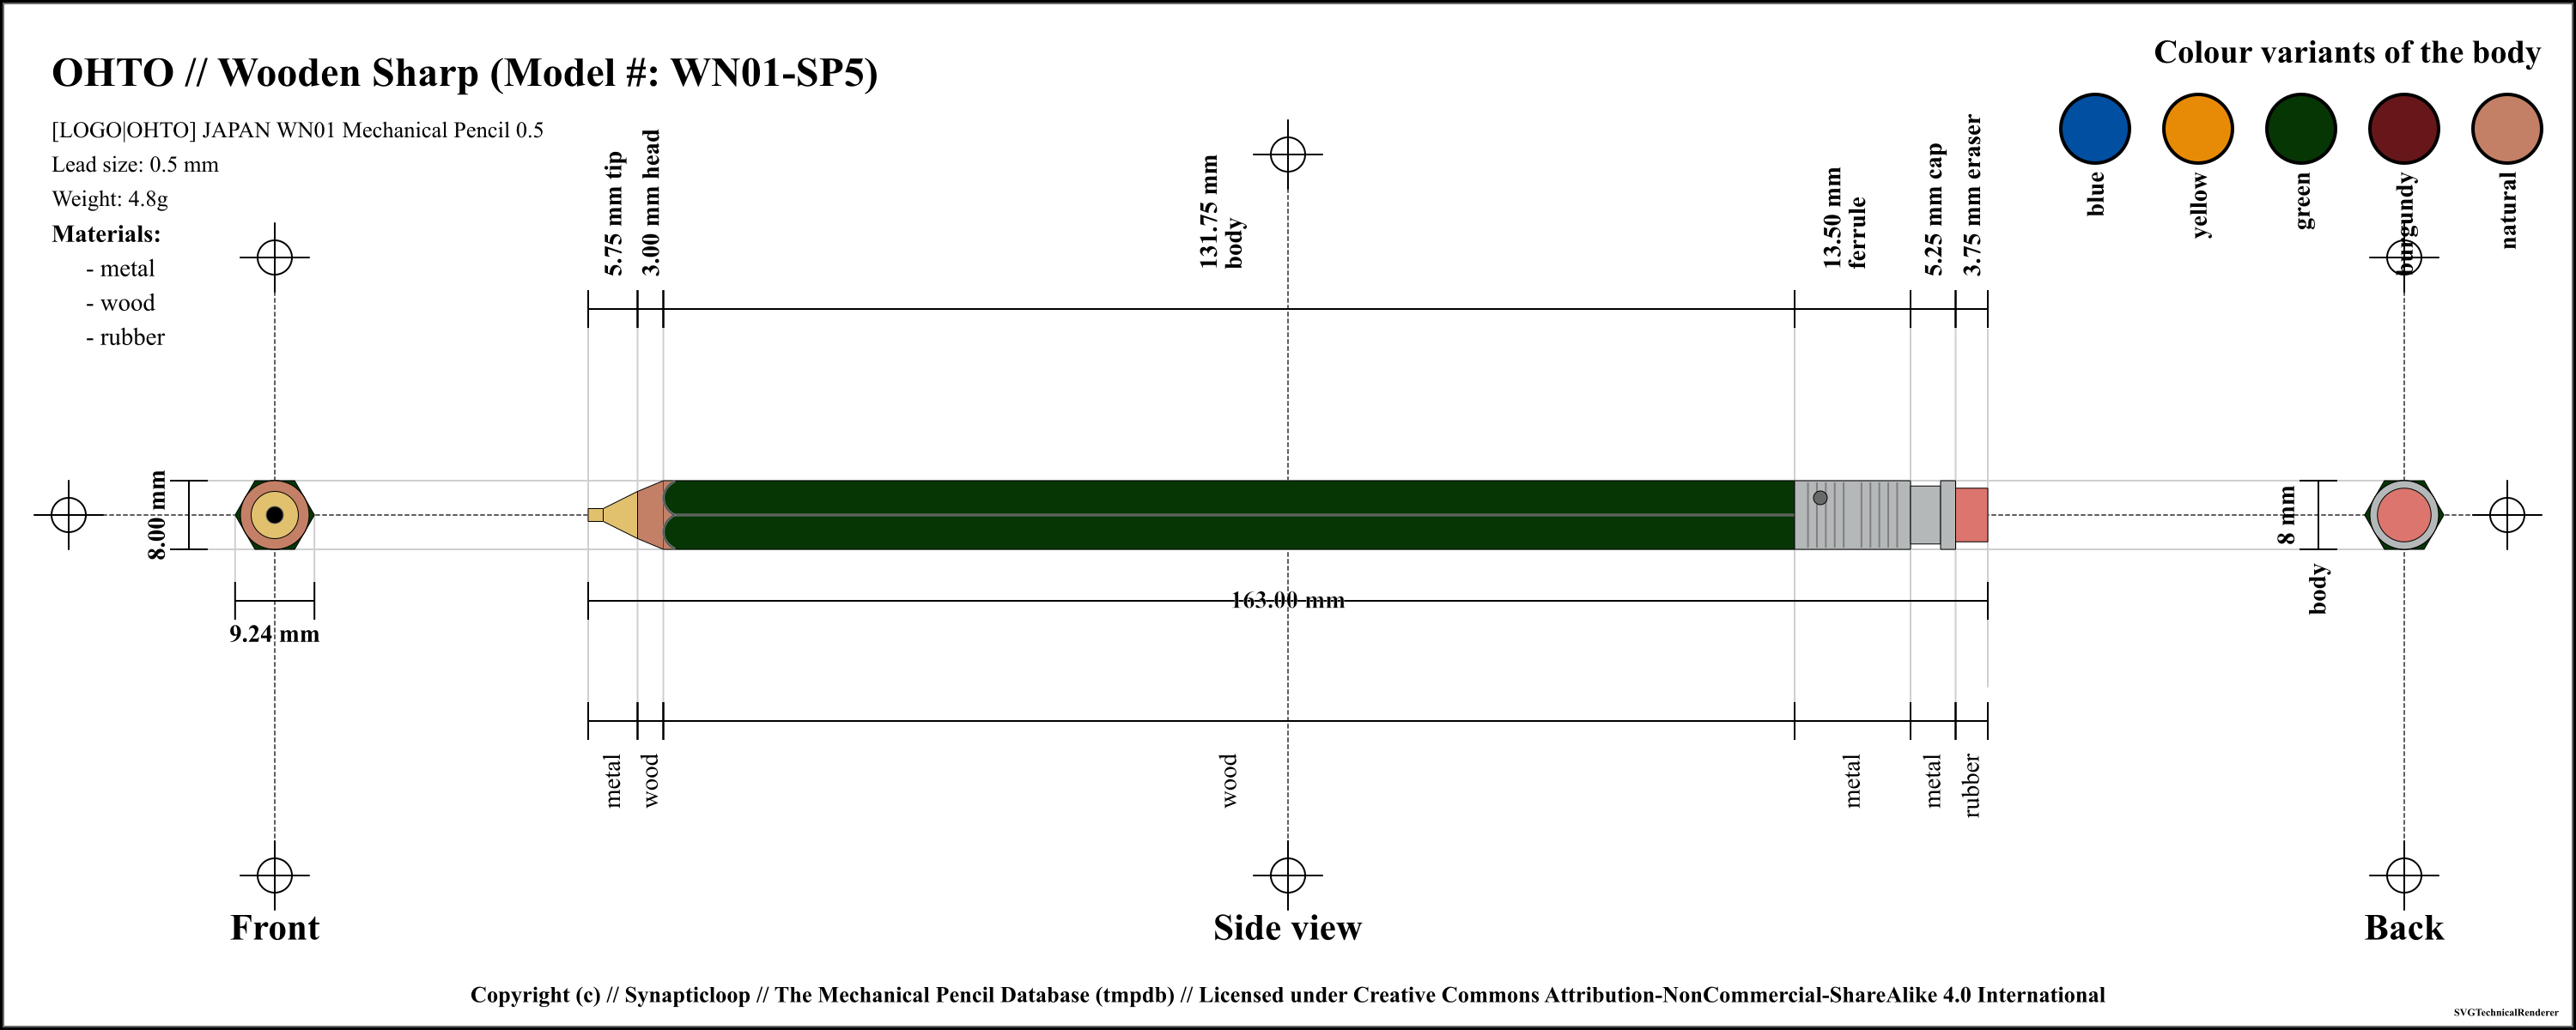 OHTO // Wooden Sharp (Model #: WN01-SP5)
Colour variants of the body
[LOGO|OHTO] JAPAN WN01 Mechanical Pencil 0.5
Lead size: 0.5 mm
Weight: 4.8g
Materials:
- metal
- wood
- rubber
blue
yellow
green
burgundy
natural
5.75 mm tip
3.00 mm head
131.75 mm
body
13.50 mm
ferrule
5.25 mm cap
3.75 mm eraser
8.00 mm
9.24 mm
163.00 mm
8 mm
body
metal
wood
wood
metal
metal
rubber
Front
Side view
Back
Copyright (c) // Synapticloop // The Mechanical Pencil Database (tmpdb) // Licensed under Creative Commons Attribution-NonCommercial-ShareAlike 4.0 International
SVGTechnicalRenderer